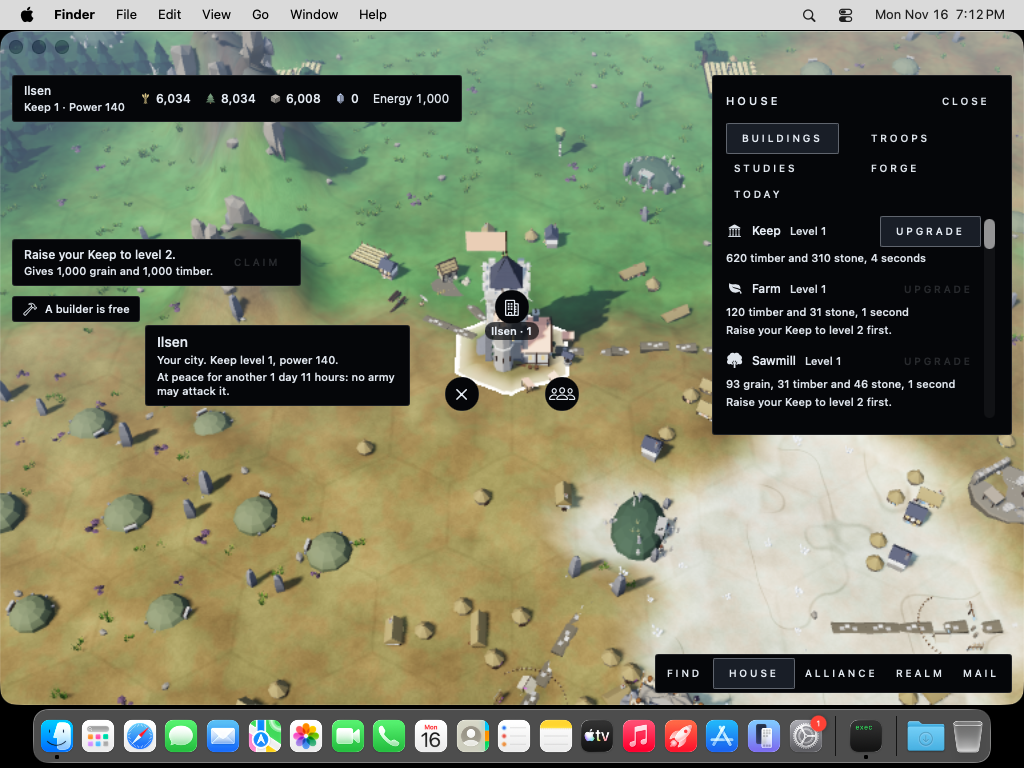 Finder File Edit View Go Window Help Mon Nov 16 7:12 PM
Ilsen
Keep 1 · Power 140
6,034 8,034 6,008 0 Energy 1,000
Raise your Keep to level 2.
Gives 1,000 grain and 1,000 timber.
CLAIM
A builder is free
Ilsen
Your city. Keep level 1, power 140.
At peace for another 1 day 11 hours: no army
may attack it.
Ilsen · 1
HOUSE CLOSE
BUILDINGS TROOPS
STUDIES FORGE
TODAY
Keep Level 1 UPGRADE
620 timber and 310 stone, 4 seconds
Farm Level 1 UPGRADE
120 timber and 31 stone, 1 second
Raise your Keep to level 2 first.
Sawmill Level 1 UPGRADE
93 grain, 31 timber and 46 stone, 1 second
Raise your Keep to level 2 first.
FIND HOUSE ALLIANCE REALM MAIL
Mon
16
tv
1
exec